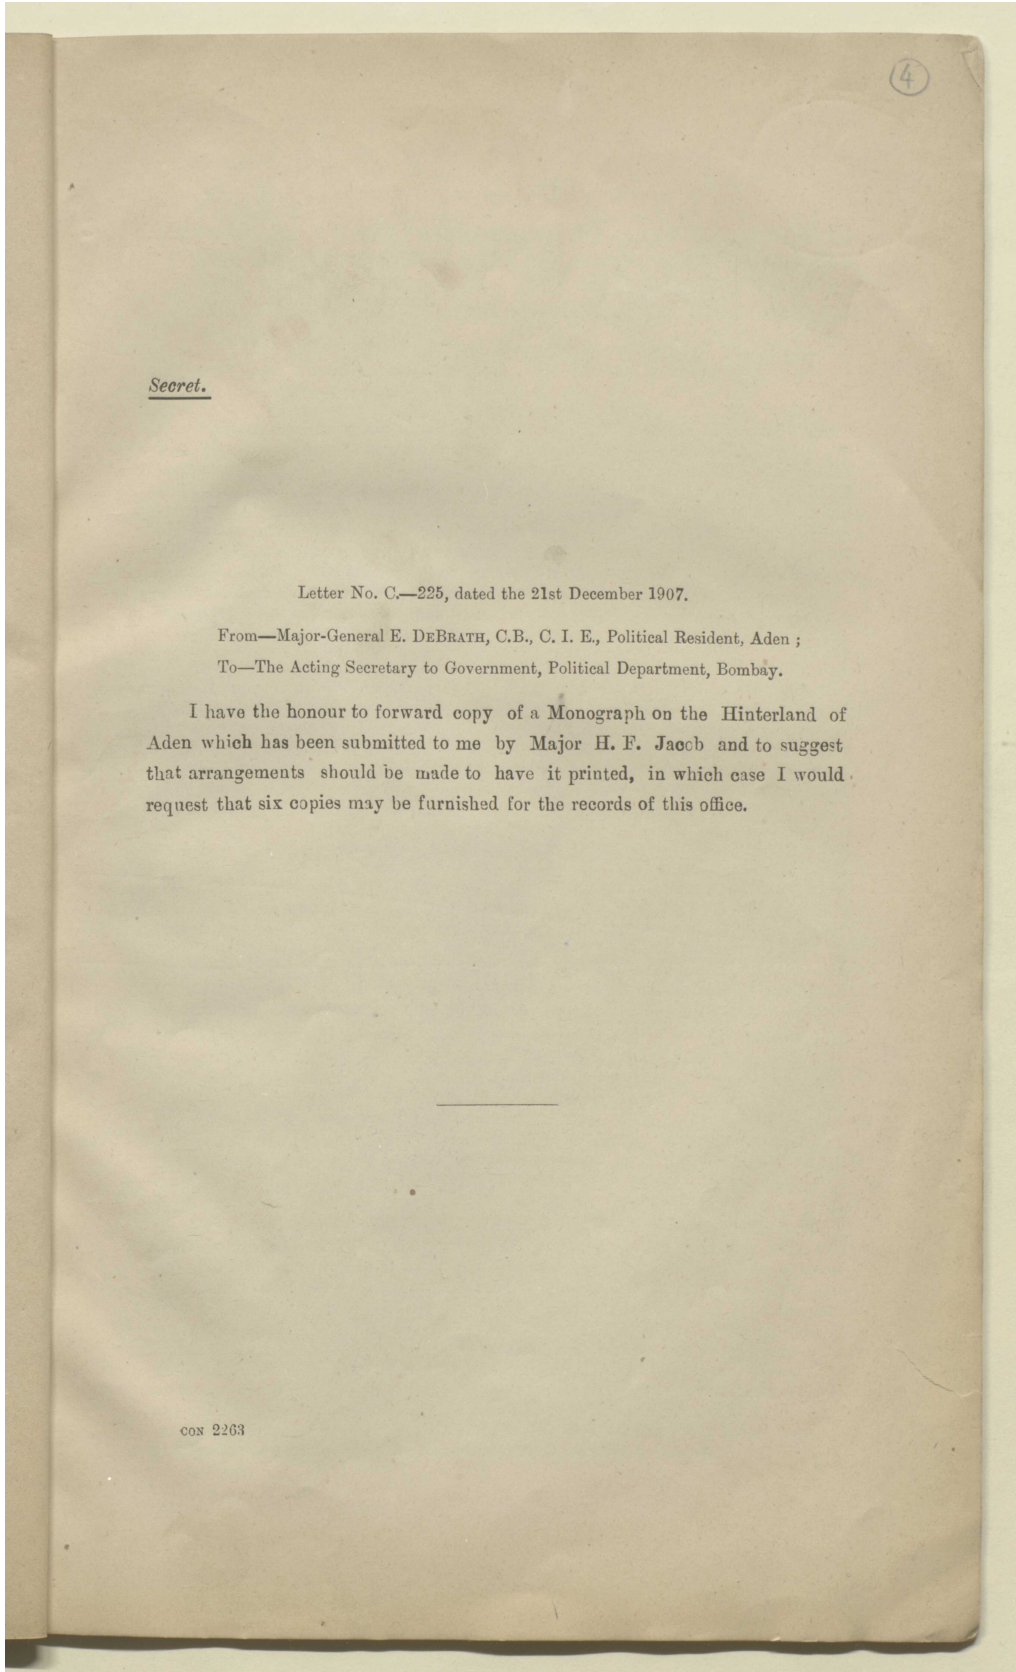 4
Secret.
Letter No. C.—225, dated the 21st December 1907.
From—Major-General E. DEBRATH, C.B., C. I. E., Political Resident, Aden ;
To—The Acting Secretary to Government, Political Department, Bombay.
I have the honour to forward copy of a Monograph on the Hinterland of
Aden which has been submitted to me by Major H. F. Jacob and to suggest
that arrangements should be made to have it printed, in which case I would
request that six copies may be furnished for the records of this office.
CON 2263